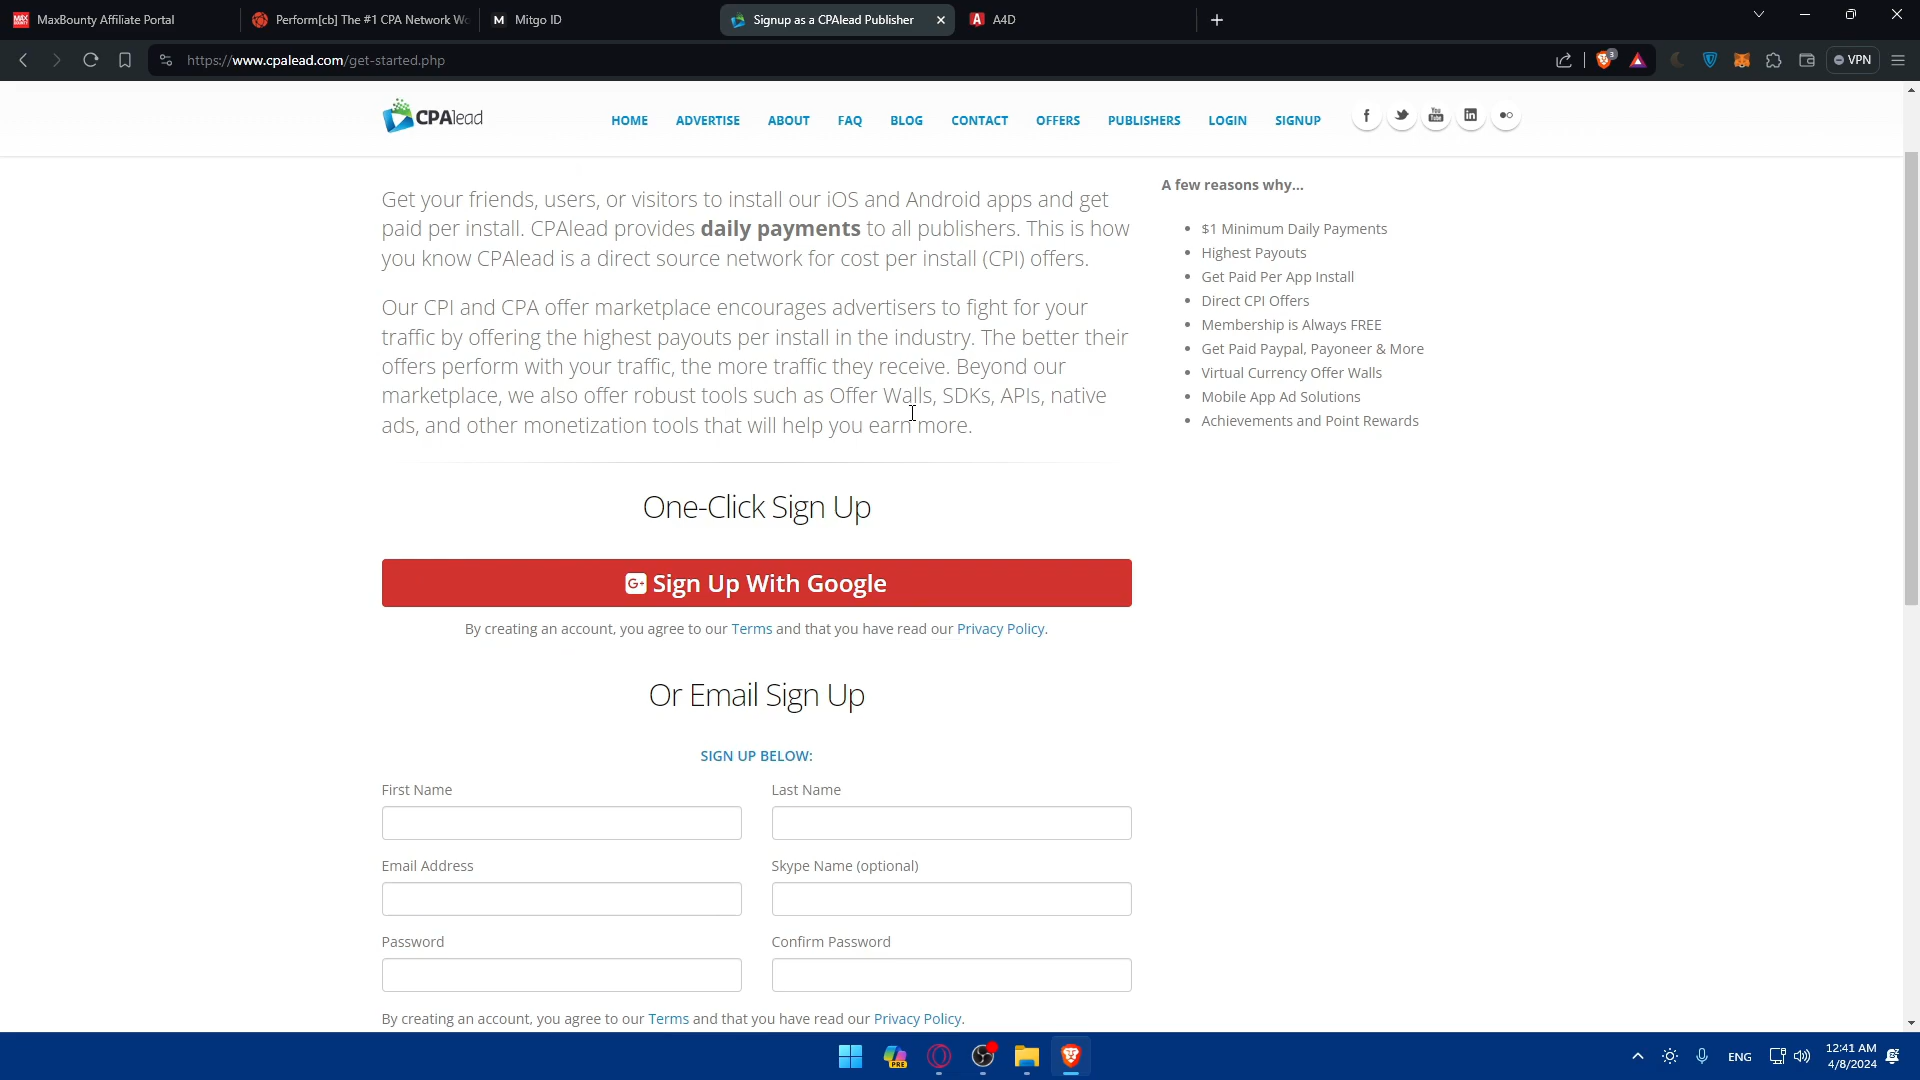 MaxBounty Affiliate Portal
Perform[cb] The #1 CPA Network Wo
M Mitgo ID
Signup as a CPAlead Publisher
A A4D
https://www.cpalead.com/get-started.php
3
VPN
CPAlead
HOME ADVERTISE ABOUT FAQ BLOG CONTACT OFFERS PUBLISHERS LOGIN SIGNUP
Get your friends, users, or visitors to install our iOS and Android apps and get
paid per install. CPAlead provides daily payments to all publishers. This is how
you know CPAlead is a direct source network for cost per install (CPI) offers.
Our CPI and CPA offer marketplace encourages advertisers to fight for your
traffic by offering the highest payouts per install in the industry. The better their
offers perform with your traffic, the more traffic they receive. Beyond our
marketplace, we also offer robust tools such as Offer Walls, SDKs, APIs, native
ads, and other monetization tools that will help you earn more.
A few reasons why...
$1 Minimum Daily Payments
Highest Payouts
Get Paid Per App Install
Direct CPI Offers
Membership is Always FREE
Get Paid Paypal, Payoneer & More
Virtual Currency Offer Walls
Mobile App Ad Solutions
Achievements and Point Rewards
One-Click Sign Up
G+ Sign Up With Google
By creating an account, you agree to our Terms and that you have read our Privacy Policy.
Or Email Sign Up
SIGN UP BELOW:
First Name
Last Name
Email Address
Skype Name (optional)
Password
Confirm Password
By creating an account, you agree to our Terms and that you have read our Privacy Policy.
PRE
ENG
12:41 AM
4/8/2024